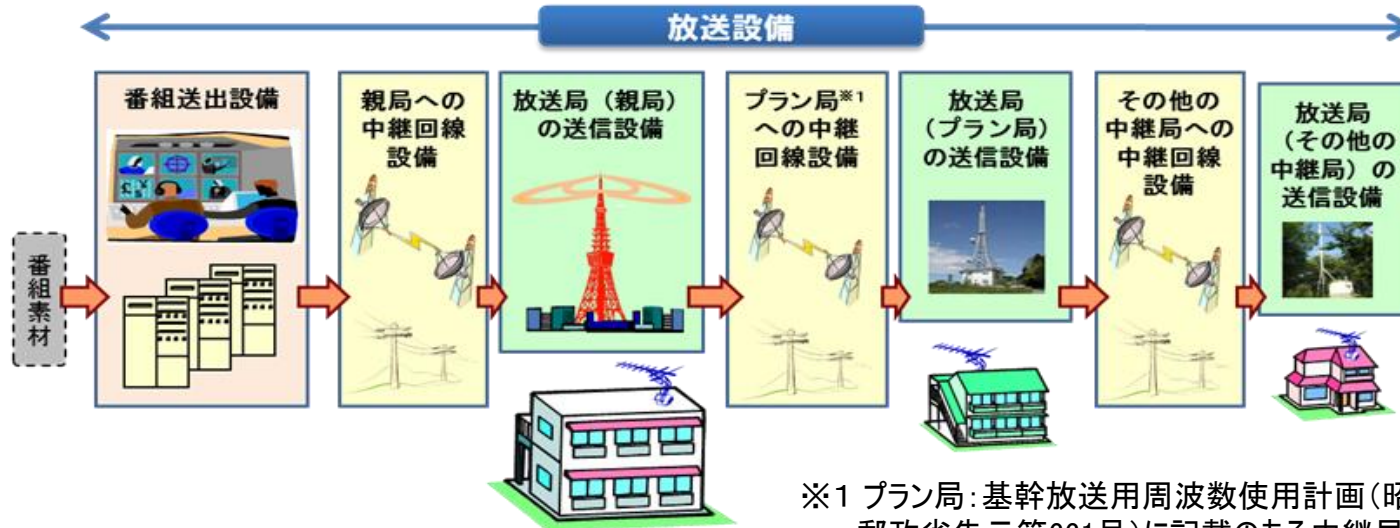 放送設備
番組素材
番組送出設備
親局への
中継回線
設備
放送局（親局）
の送信設備
プラン局※1
への中継
回線設備
放送局
（プラン局）
の送信設備
その他の
中継局への
中継回線
設備
放送局
（その他の
中継局）の
送信設備
※1 プラン局：基幹放送用周波数使用計画（昭